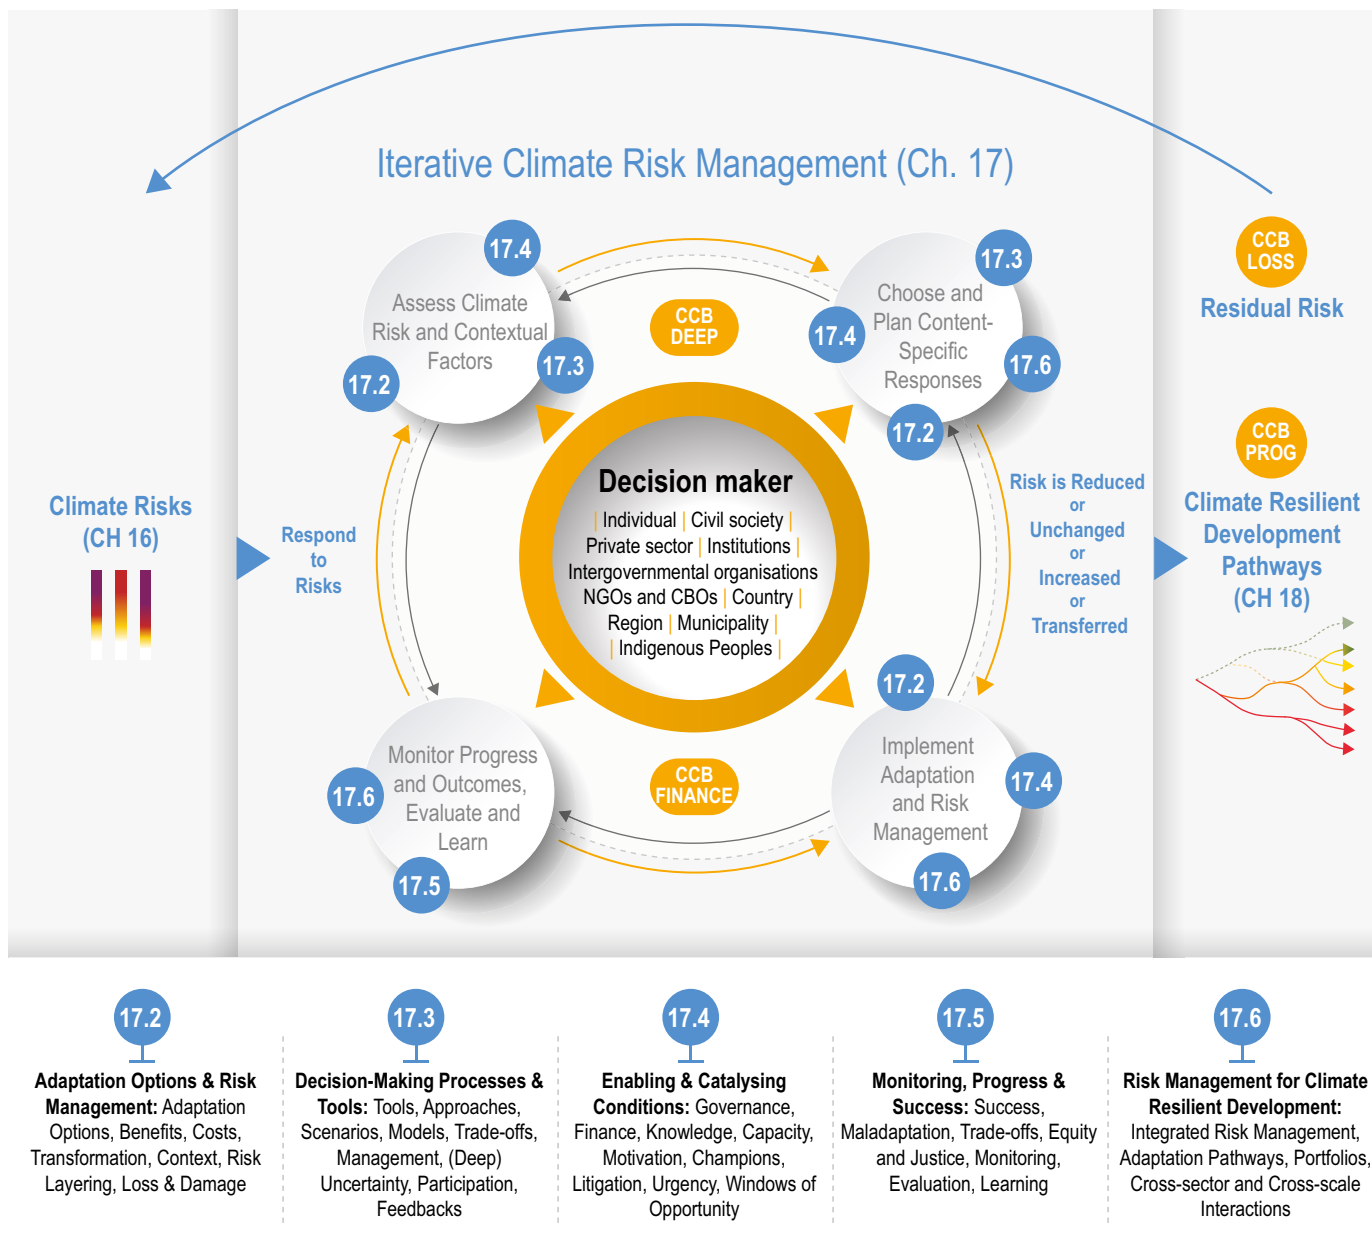 Iterative Climate Risk Management (Ch. 17)
Climate Risks
(CH 16)
Respond
to
Risks
17.4
Assess Climate
Risk and Contextual
Factors
17.3
17.2
CCB
DEEP
17.3
Choose and
Plan Content-
Specific
Responses
17.4
17.6
17.2
Decision maker
| Individual | Civil society |
Private sector | Institutions |
Intergovernmental organisations
NGOs and CBOs | Country |
Region | Municipality |
| Indigenous Peoples |
Risk is Reduced
or
Unchanged
or
Increased
or
Transferred
Monitor Progress
and Outcomes,
Evaluate and
Learn
17.6
17.5
CCB
FINANCE
17.2
Implement
Adaptation
and Risk
Management
17.4
17.6
CCB
LOSS
Residual Risk
CCB
PROG
Climate Resilient
Development
Pathways
(CH 18)
17.2
Adaptation Options & Risk
Management: Adaptation
Options, Benefits, Costs,
Transformation, Context, Risk
Layering, Loss & Damage
17.3
Decision-Making Processes &
Tools: Tools, Approaches,
Scenarios, Models, Trade-offs,
Management, (Deep)
Uncertainty, Participation,
Feedbacks
17.4
Enabling & Catalysing
Conditions: Governance,
Finance, Knowledge, Capacity,
Motivation, Champions,
Litigation, Urgency, Windows of
Opportunity
17.5
Monitoring, Progress &
Success: Success,
Maladaptation, Trade-offs, Equity
and Justice, Monitoring,
Evaluation, Learning
17.6
Risk Management for Climate
Resilient Development:
Integrated Risk Management,
Adaptation Pathways, Portfolios,
Cross-sector and Cross-scale
Interactions